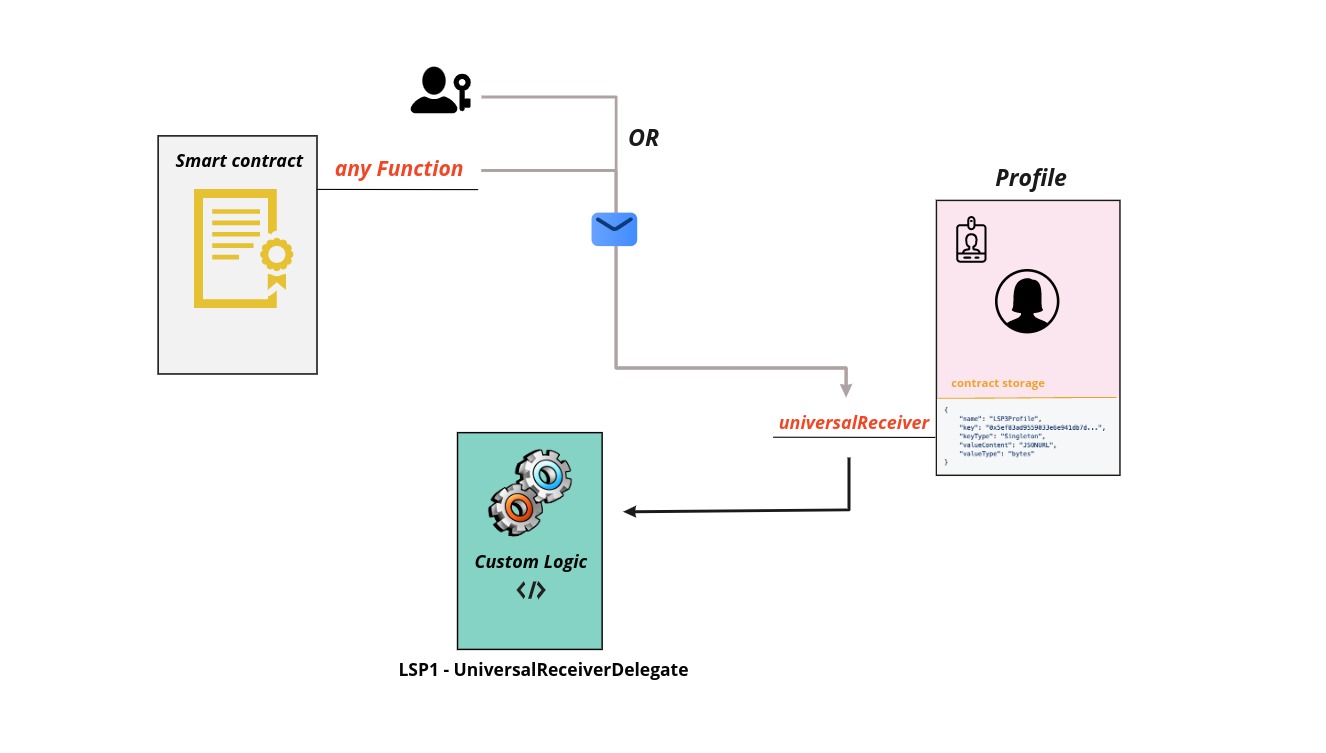 OR
Smart contract
any Function
Profile
contract storage
universalReceiver
{
"name": "LSP3Profile",
"key": "0x5ef83ad9559033e6e941db7d...",
"keyType": "Singleton",
"valueContent": "JSONURL",
"valueType": "bytes"
}
Custom Logic
</>
LSP1 - UniversalReceiverDelegate